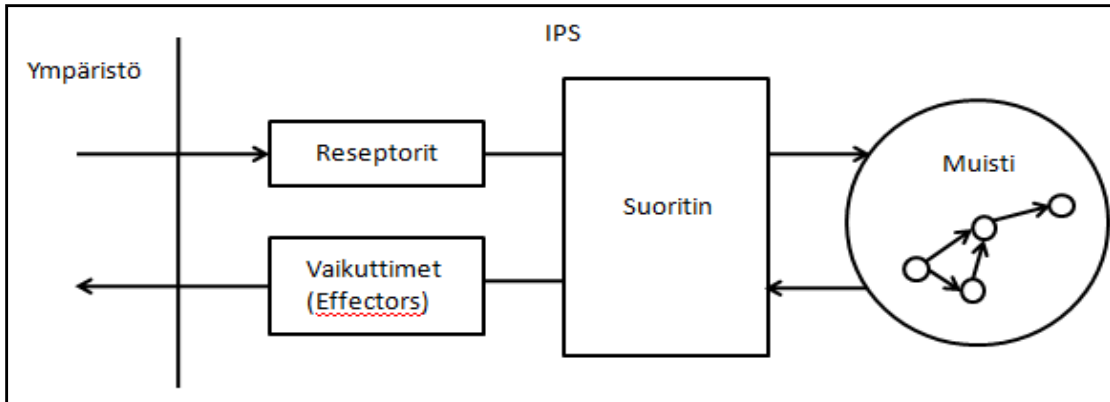 IPS
Ympäristö
Reseptorit
Suoritin
Muisti
Vaikuttimet
(Effectors)